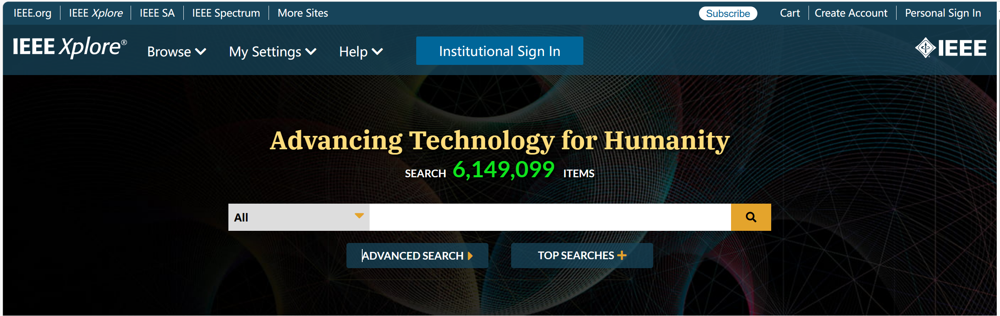 IEEE.org IEEE Xplore IEEE SA IEEE Spectrum More Sites Subscribe Cart Create Account Personal Sign In
IEEE Xplore® Browse My Settings Help Institutional Sign In IEEE
Advancing Technology for Humanity
SEARCH 6,149,099 ITEMS
All
ADVANCED SEARCH TOP SEARCHES